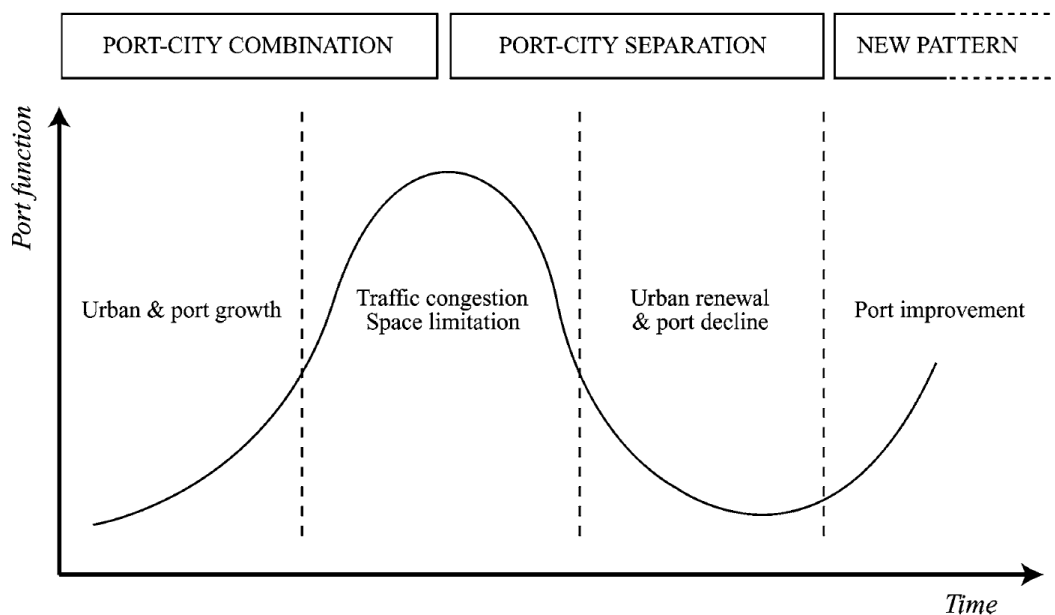 PORT-CITY COMBINATION
PORT-CITY SEPARATION
NEW PATTERN
Port function
Urban & port growth
Traffic congestion
Space limitation
Urban renewal
& port decline
Port improvement
Time